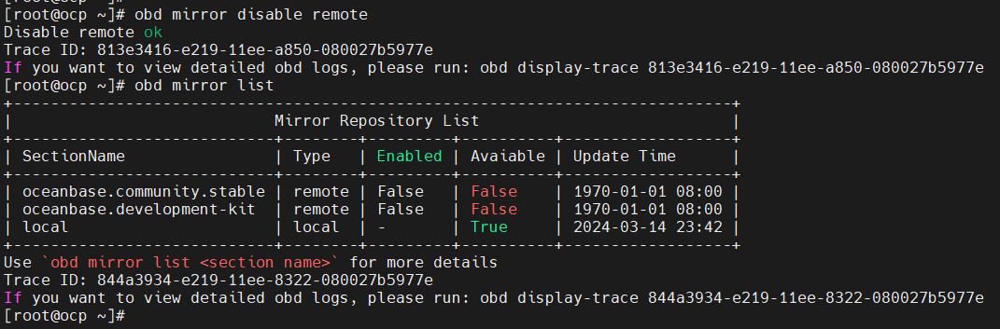 [root@ocp ~]# obd mirror disable remote
Disable remote ok
Trace ID: 813e3416-e219-11ee-a850-080027b5977e
If you want to view detailed obd logs, please run: obd display-trace 813e3416-e219-11ee-a850-080027b5977e
[root@ocp ~]# obd mirror list
+-----------------------------------------------------------------------+
|                         Mirror Repository List                        |
+----------------------------+--------+---------+----------+------------------+
| SectionName                | Type   | Enabled | Avaiable | Update Time      |
+----------------------------+--------+---------+----------+------------------+
| oceanbase.community.stable | remote | False   | False    | 1970-01-01 08:00 |
| oceanbase.development-kit  | remote | False   | False    | 1970-01-01 08:00 |
| local                      | local  | -       | True     | 2024-03-14 23:42 |
+----------------------------+--------+---------+----------+------------------+
Use `obd mirror list <section name>` for more details
Trace ID: 844a3934-e219-11ee-8322-080027b5977e
If you want to view detailed obd logs, please run: obd display-trace 844a3934-e219-11ee-8322-080027b5977e
[root@ocp ~]#